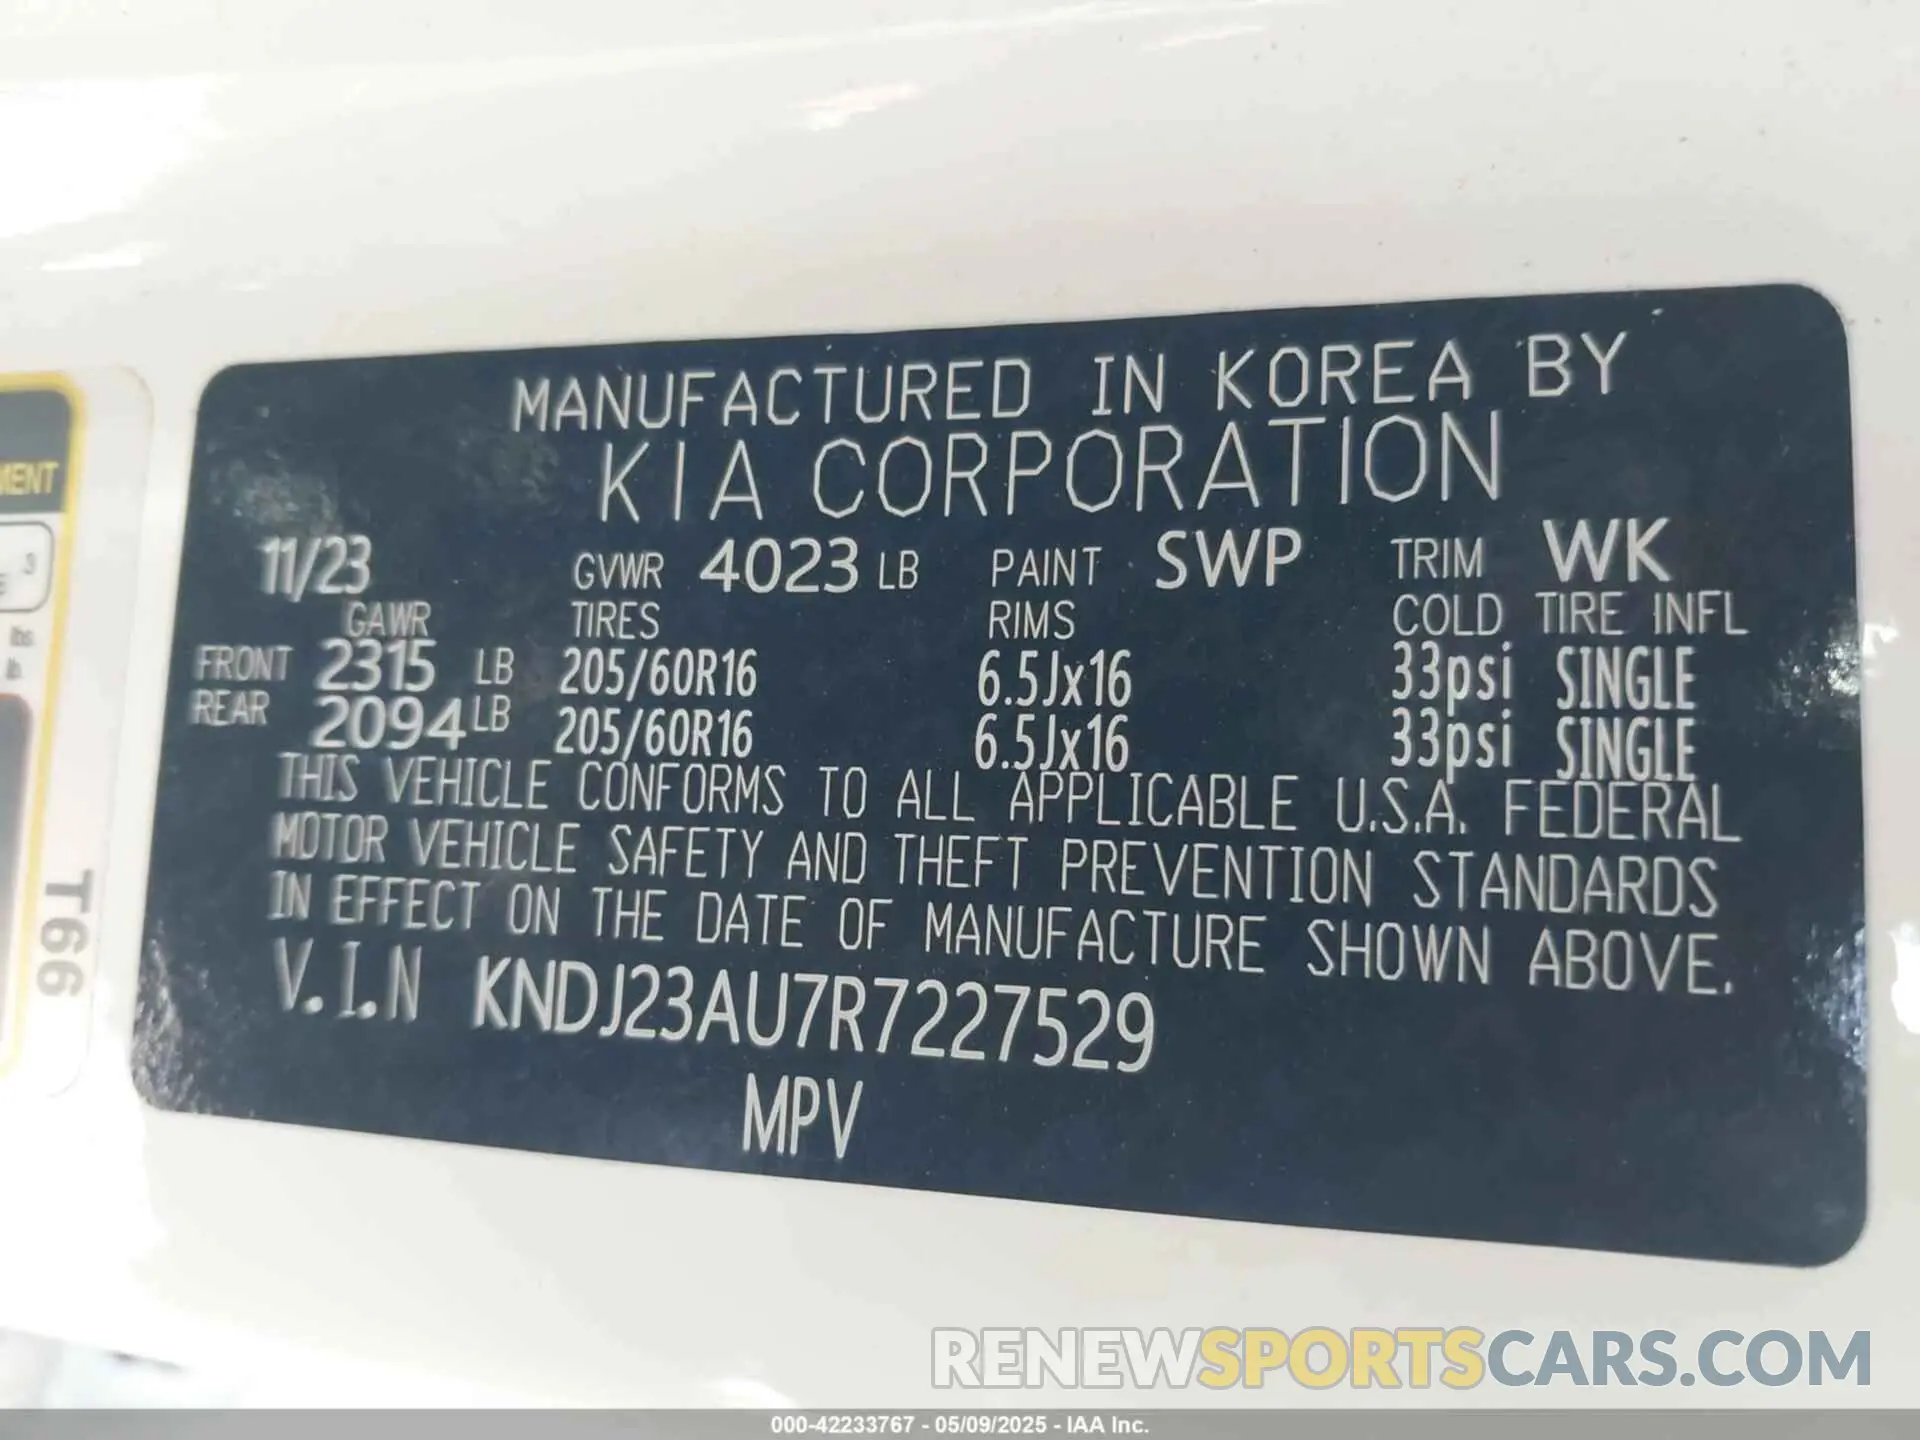 MANUFACTURED IN KOREA BY
KIA CORPORATION
11/23 GVWR 4023 LB PAINT SWP TRIM WK
GAWR TIRES RIMS COLD TIRE INFL
FRONT 2315 LB 205/60R16 6.5Jx16 33psi SINGLE
REAR 2094 LB 205/60R16 6.5Jx16 33psi SINGLE
THIS VEHICLE CONFORMS TO ALL APPLICABLE U.S.A. FEDERAL
MOTOR VEHICLE SAFETY AND THEFT PREVENTION STANDARDS
IN EFFECT ON THE DATE OF MANUFACTURE SHOWN ABOVE.
V.I.N KNDJ23AU7R7227529
MPV
3
lbs
lb
T66
RENEWSPORTSCARS.COM
000-42233767 - 05/09/2025 - IAA Inc.